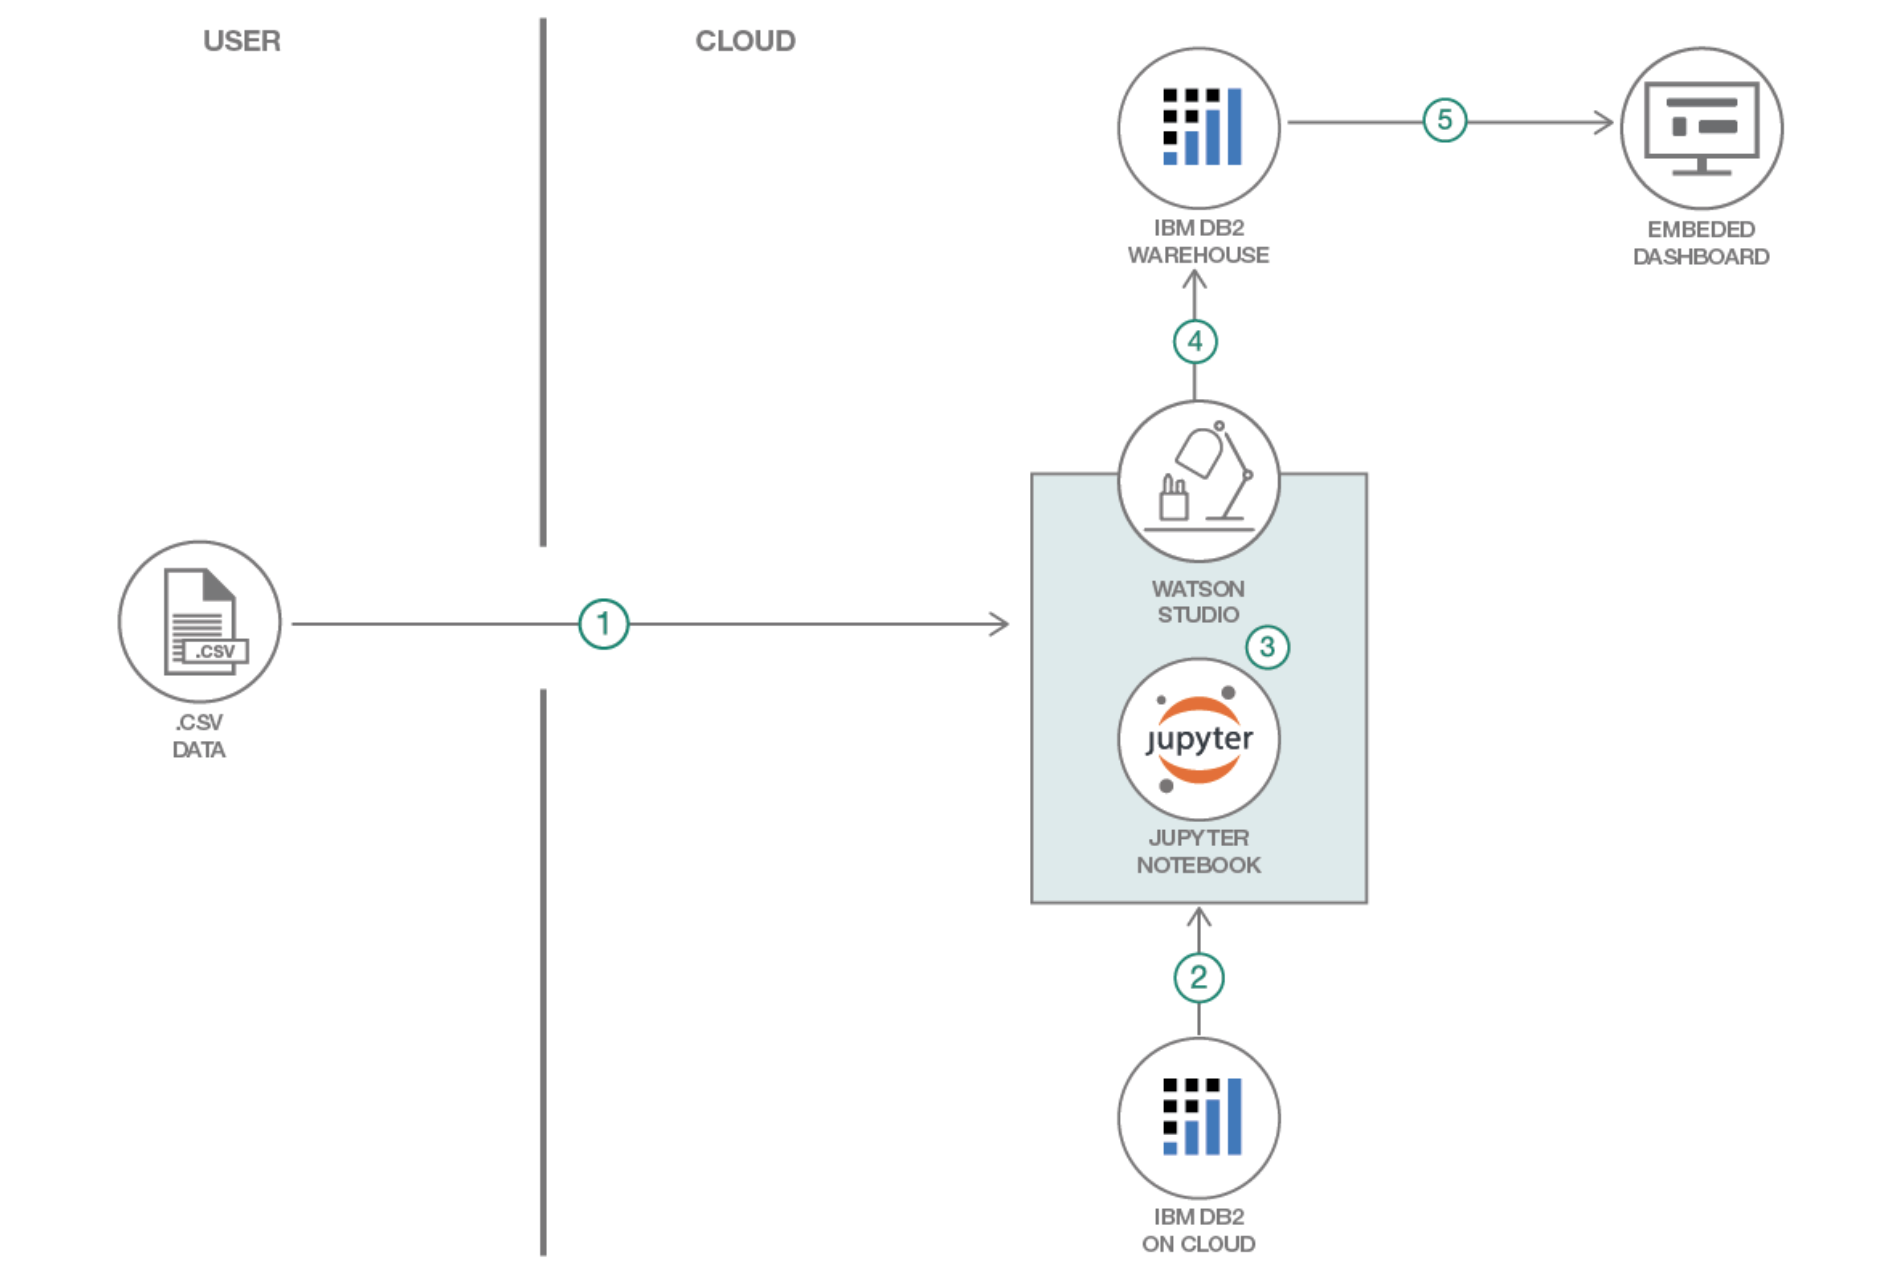 USER
CLOUD
5
IBM DB2
WAREHOUSE
EMBEDED
DASHBOARD
4
WATSON
STUDIO
1
3
.CSV
.CSV
DATA
jupyter
JUPYTER
NOTEBOOK
2
IBM DB2
ON CLOUD